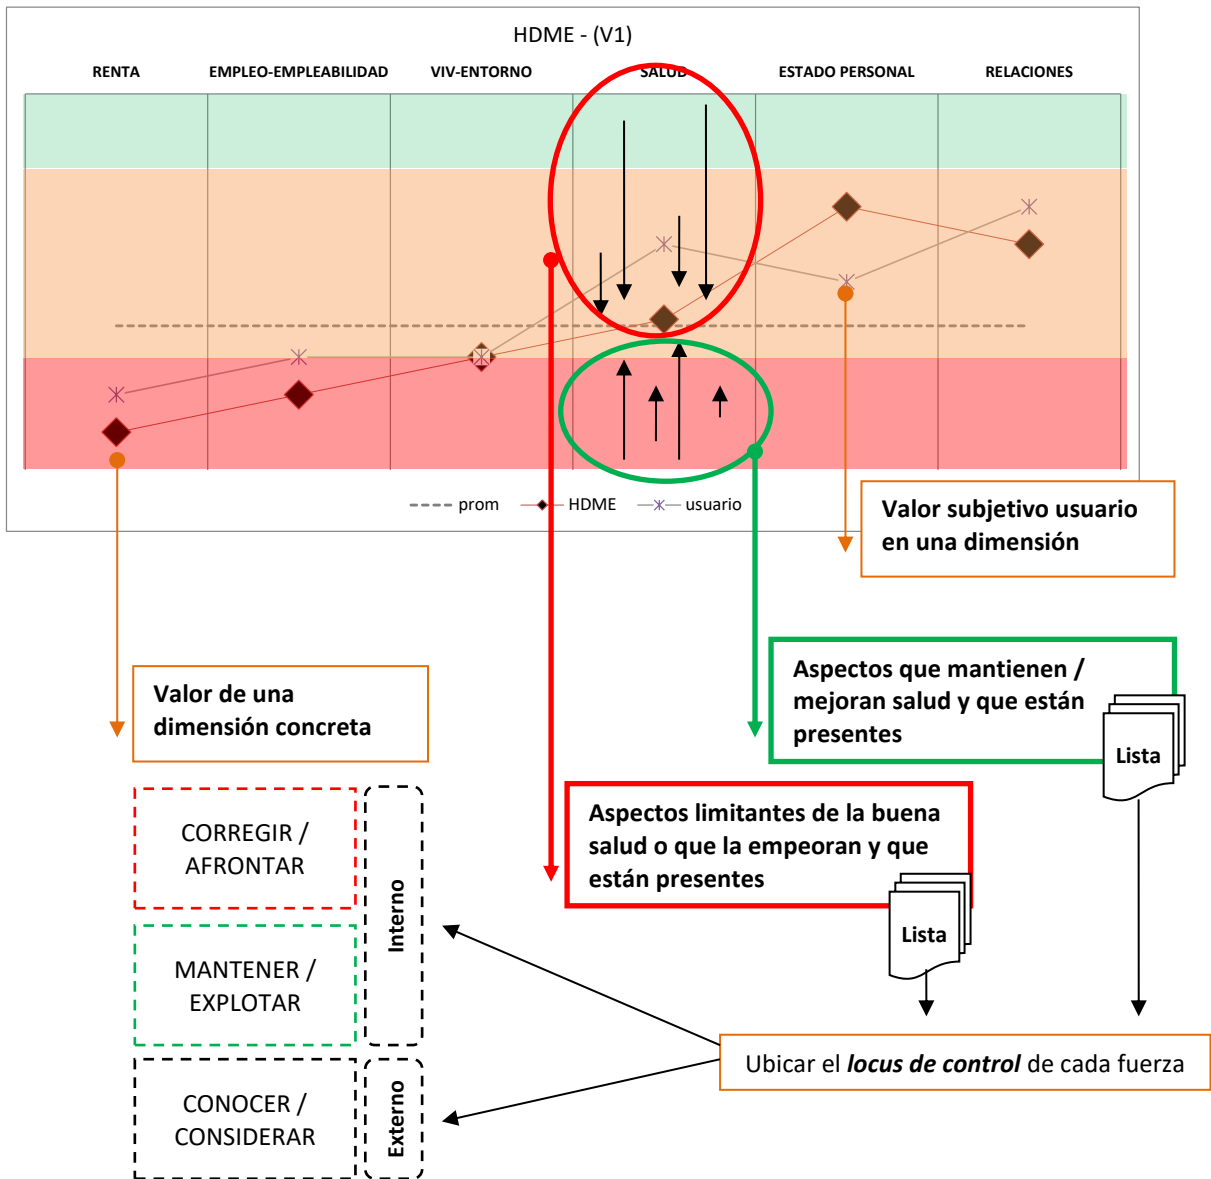 HDME - (V1)
RENTA
EMPLEO-EMPLEABILIDAD
VIV-ENTORNO
SALUD
ESTADO PERSONAL
RELACIONES
prom
HDME
usuario
Valor subjetivo usuario
en una dimensión
Valor de una
dimensión concreta
Aspectos que mantienen /
mejoran salud y que están
presentes
Lista
Aspectos limitantes de la buena
salud o que la empeoran y que
están presentes
Lista
CORREGIR /
AFRONTAR
MANTENER /
EXPLOTAR
Interno
CONOCER /
CONSIDERAR
Externo
Ubicar el locus de control de cada fuerza